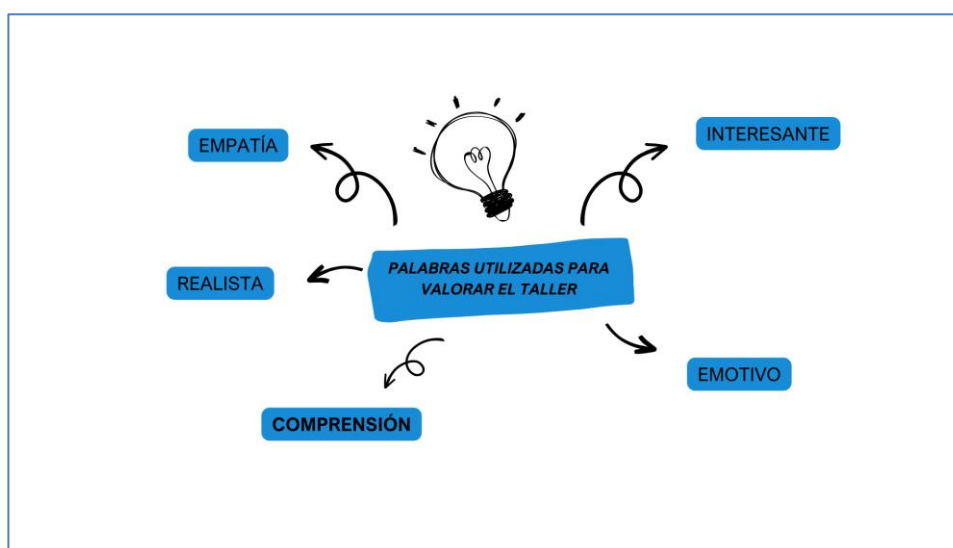 EMPATÍA
INTERESANTE
PALABRAS UTILIZADAS PARA
VALORAR EL TALLER
REALISTA
EMOTIVO
COMPRENSIÓN